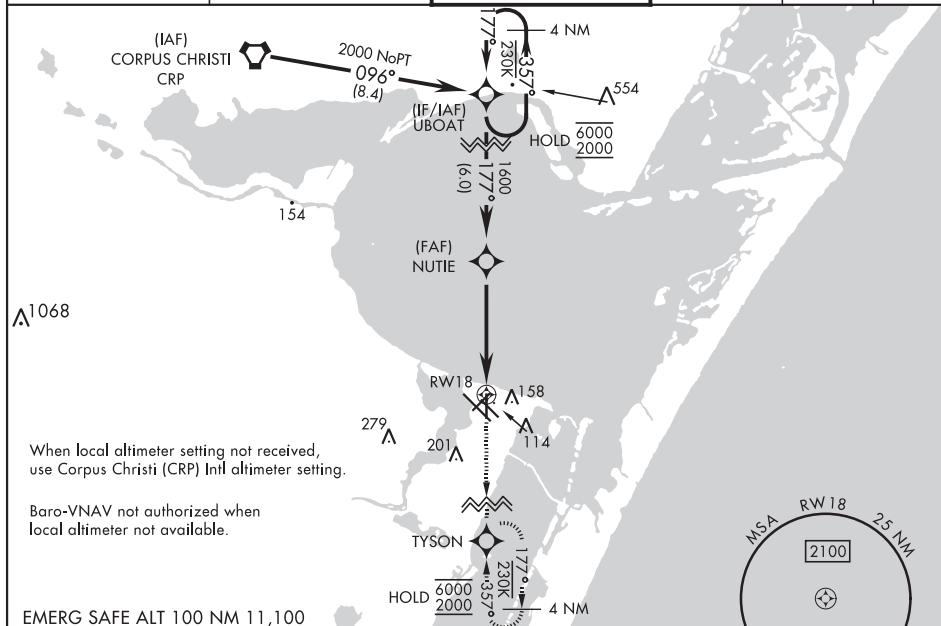 (IAF)
CORPUS CHRISTI
CRP
2000 NoPT
096°
(8.4)
177°
230K
357°
4 NM
554
(IF/IAF)
UBOAT
HOLD 6000
2000
1600
177°
(6.0)
154
(FAF)
NUTIE
1068
RW18
158
114
279
201
When local altimeter setting not received,
use Corpus Christi (CRP) Intl altimeter setting.
Baro-VNAV not authorized when
local altimeter not available.
TYSON
177°
230K
357°
HOLD 6000
2000
4 NM
MSA RW 18 25 NM
2100
EMERG SAFE ALT 100 NM 11,100